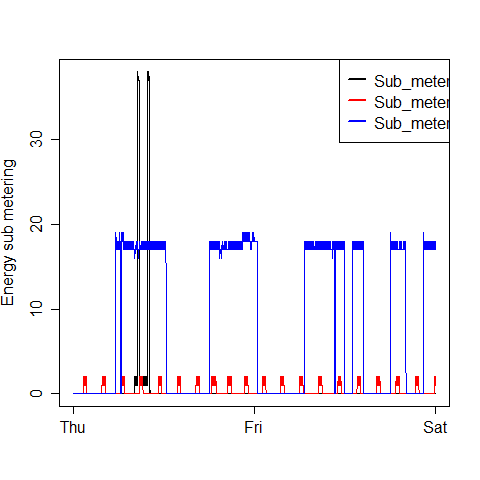 Sub_meter
Sub_meter
Sub_meter
Energy sub metering
30
20
10
0
Thu Fri Sat